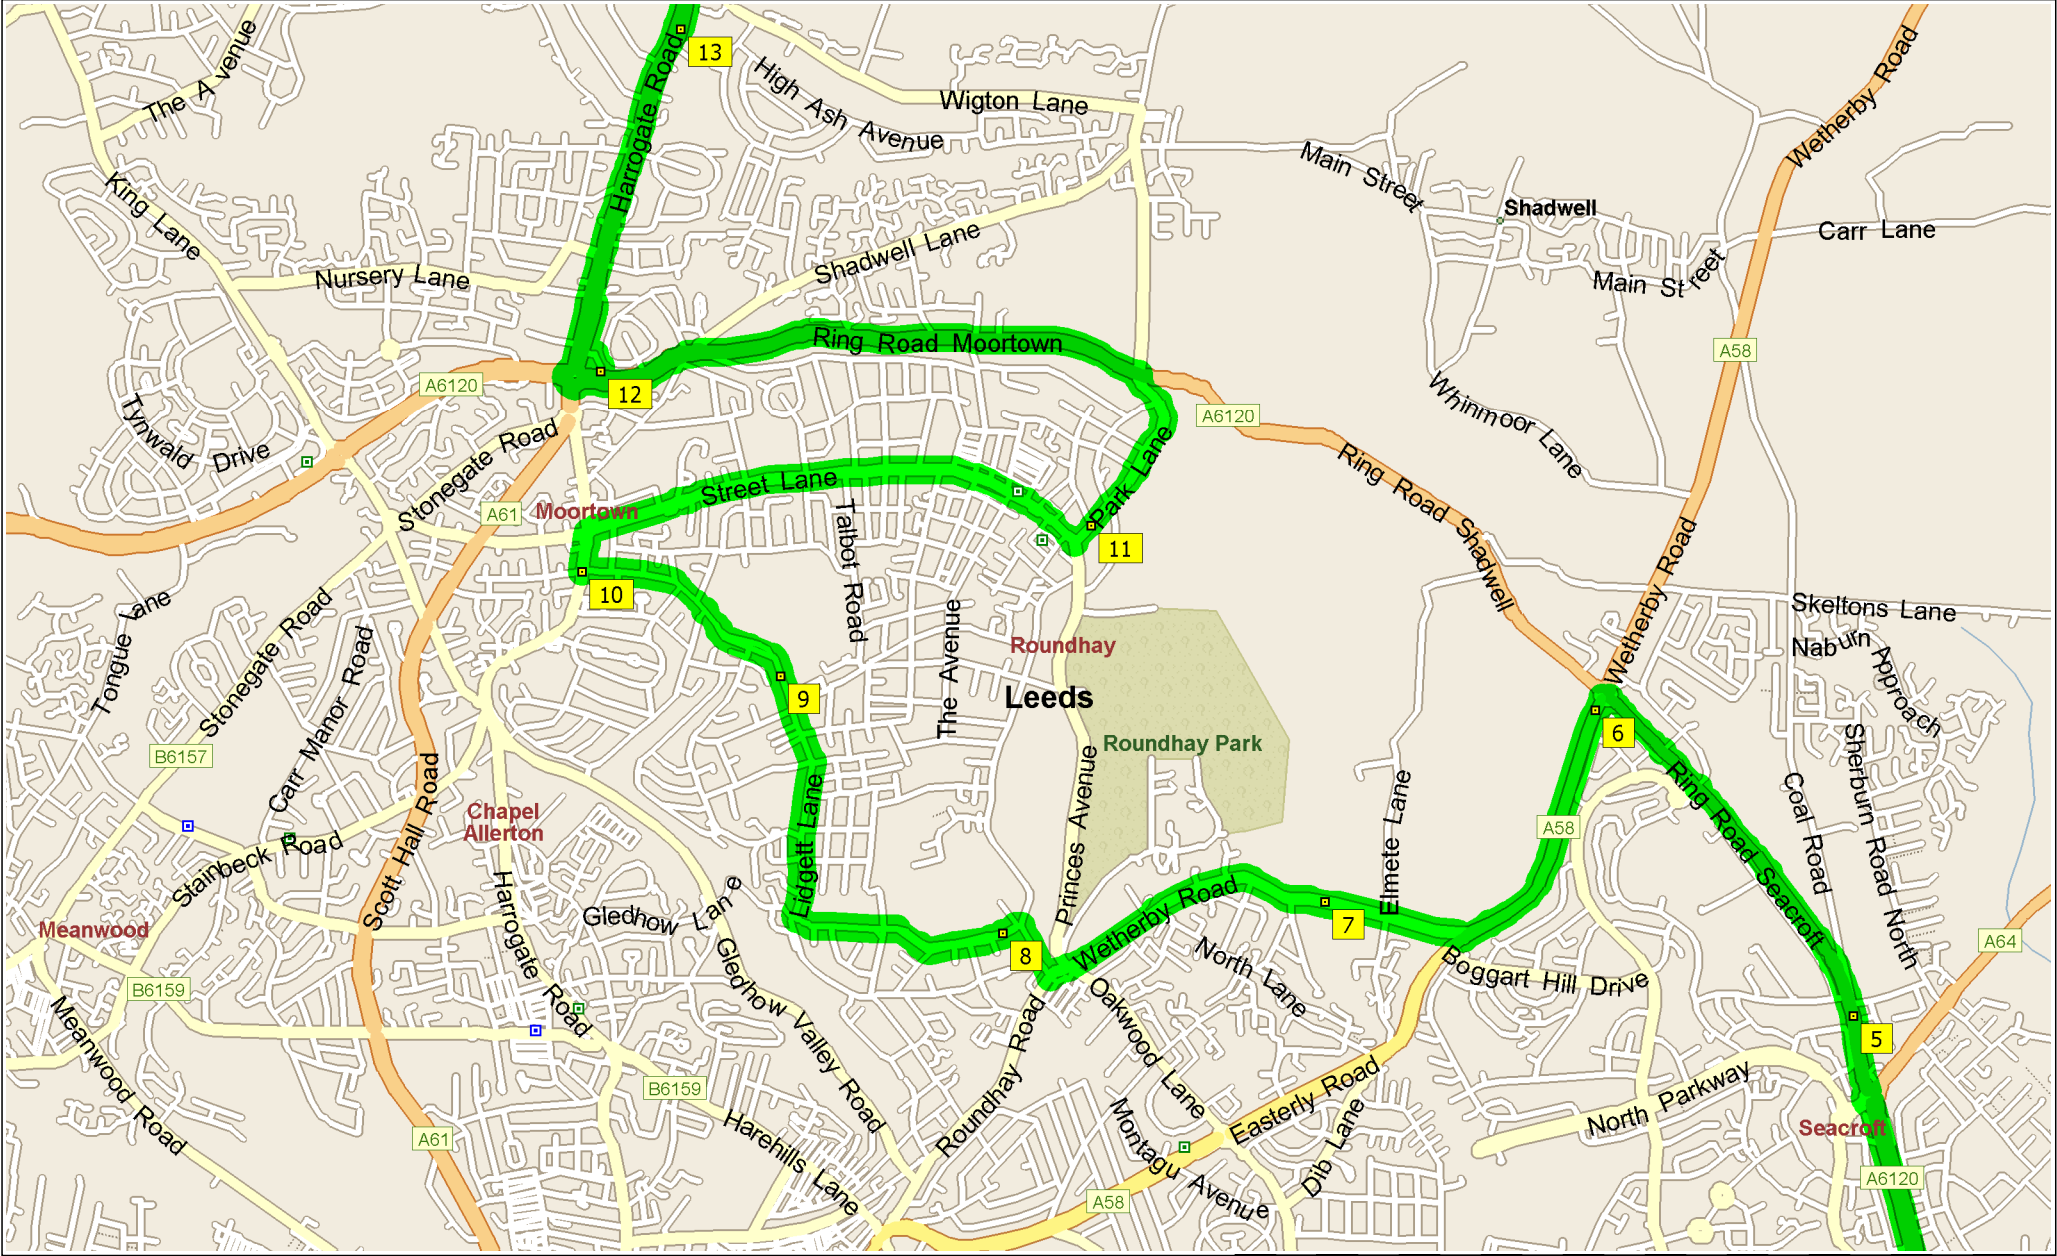 13
The Avenue
Harrogate Road
High Ash Avenue
Wigton Lane
Wetherby Road
Main Street
Shadwell
King Lane
Carr Lane
Shadwell Lane
Nursery Lane
Main Street
Ring Road Moortown
A58
A6120
12
Tynwald Drive
Whinmoor Lane
A6120
Stonegate Road
Park Lane
Ring Road Shadwell
Street Lane
A61
Moortown
Talbot Road
11
Wetherby Road
10
Tongue Lane
Stonegate Road
Carr Manor Road
The Avenue
Roundhay
Skeltons Lane
Naburn Approach
Leeds
9
6
B6157
Roundhay Park
Sherburn Road North
Coal Road
Ring Road Seacroft
Chapel
Allerton
Lidgett Lane
Princes Avenue
Elmete Lane
A58
Stainbeck Road
Scott Hall Road
Harrogate Road
Gledhow Lane
Wetherby Road
7
Meanwood
8
North Lane
Boggart Hill Drive
A64
B6159
Gledhow Valley Road
Oakwood Lane
5
Meanwood Road
Roundhay Road
B6159
Easterly Road
North Parkway
Harehills Lane
Montagu Avenue
Dib Lane
Seacroft
A61
A58
A6120